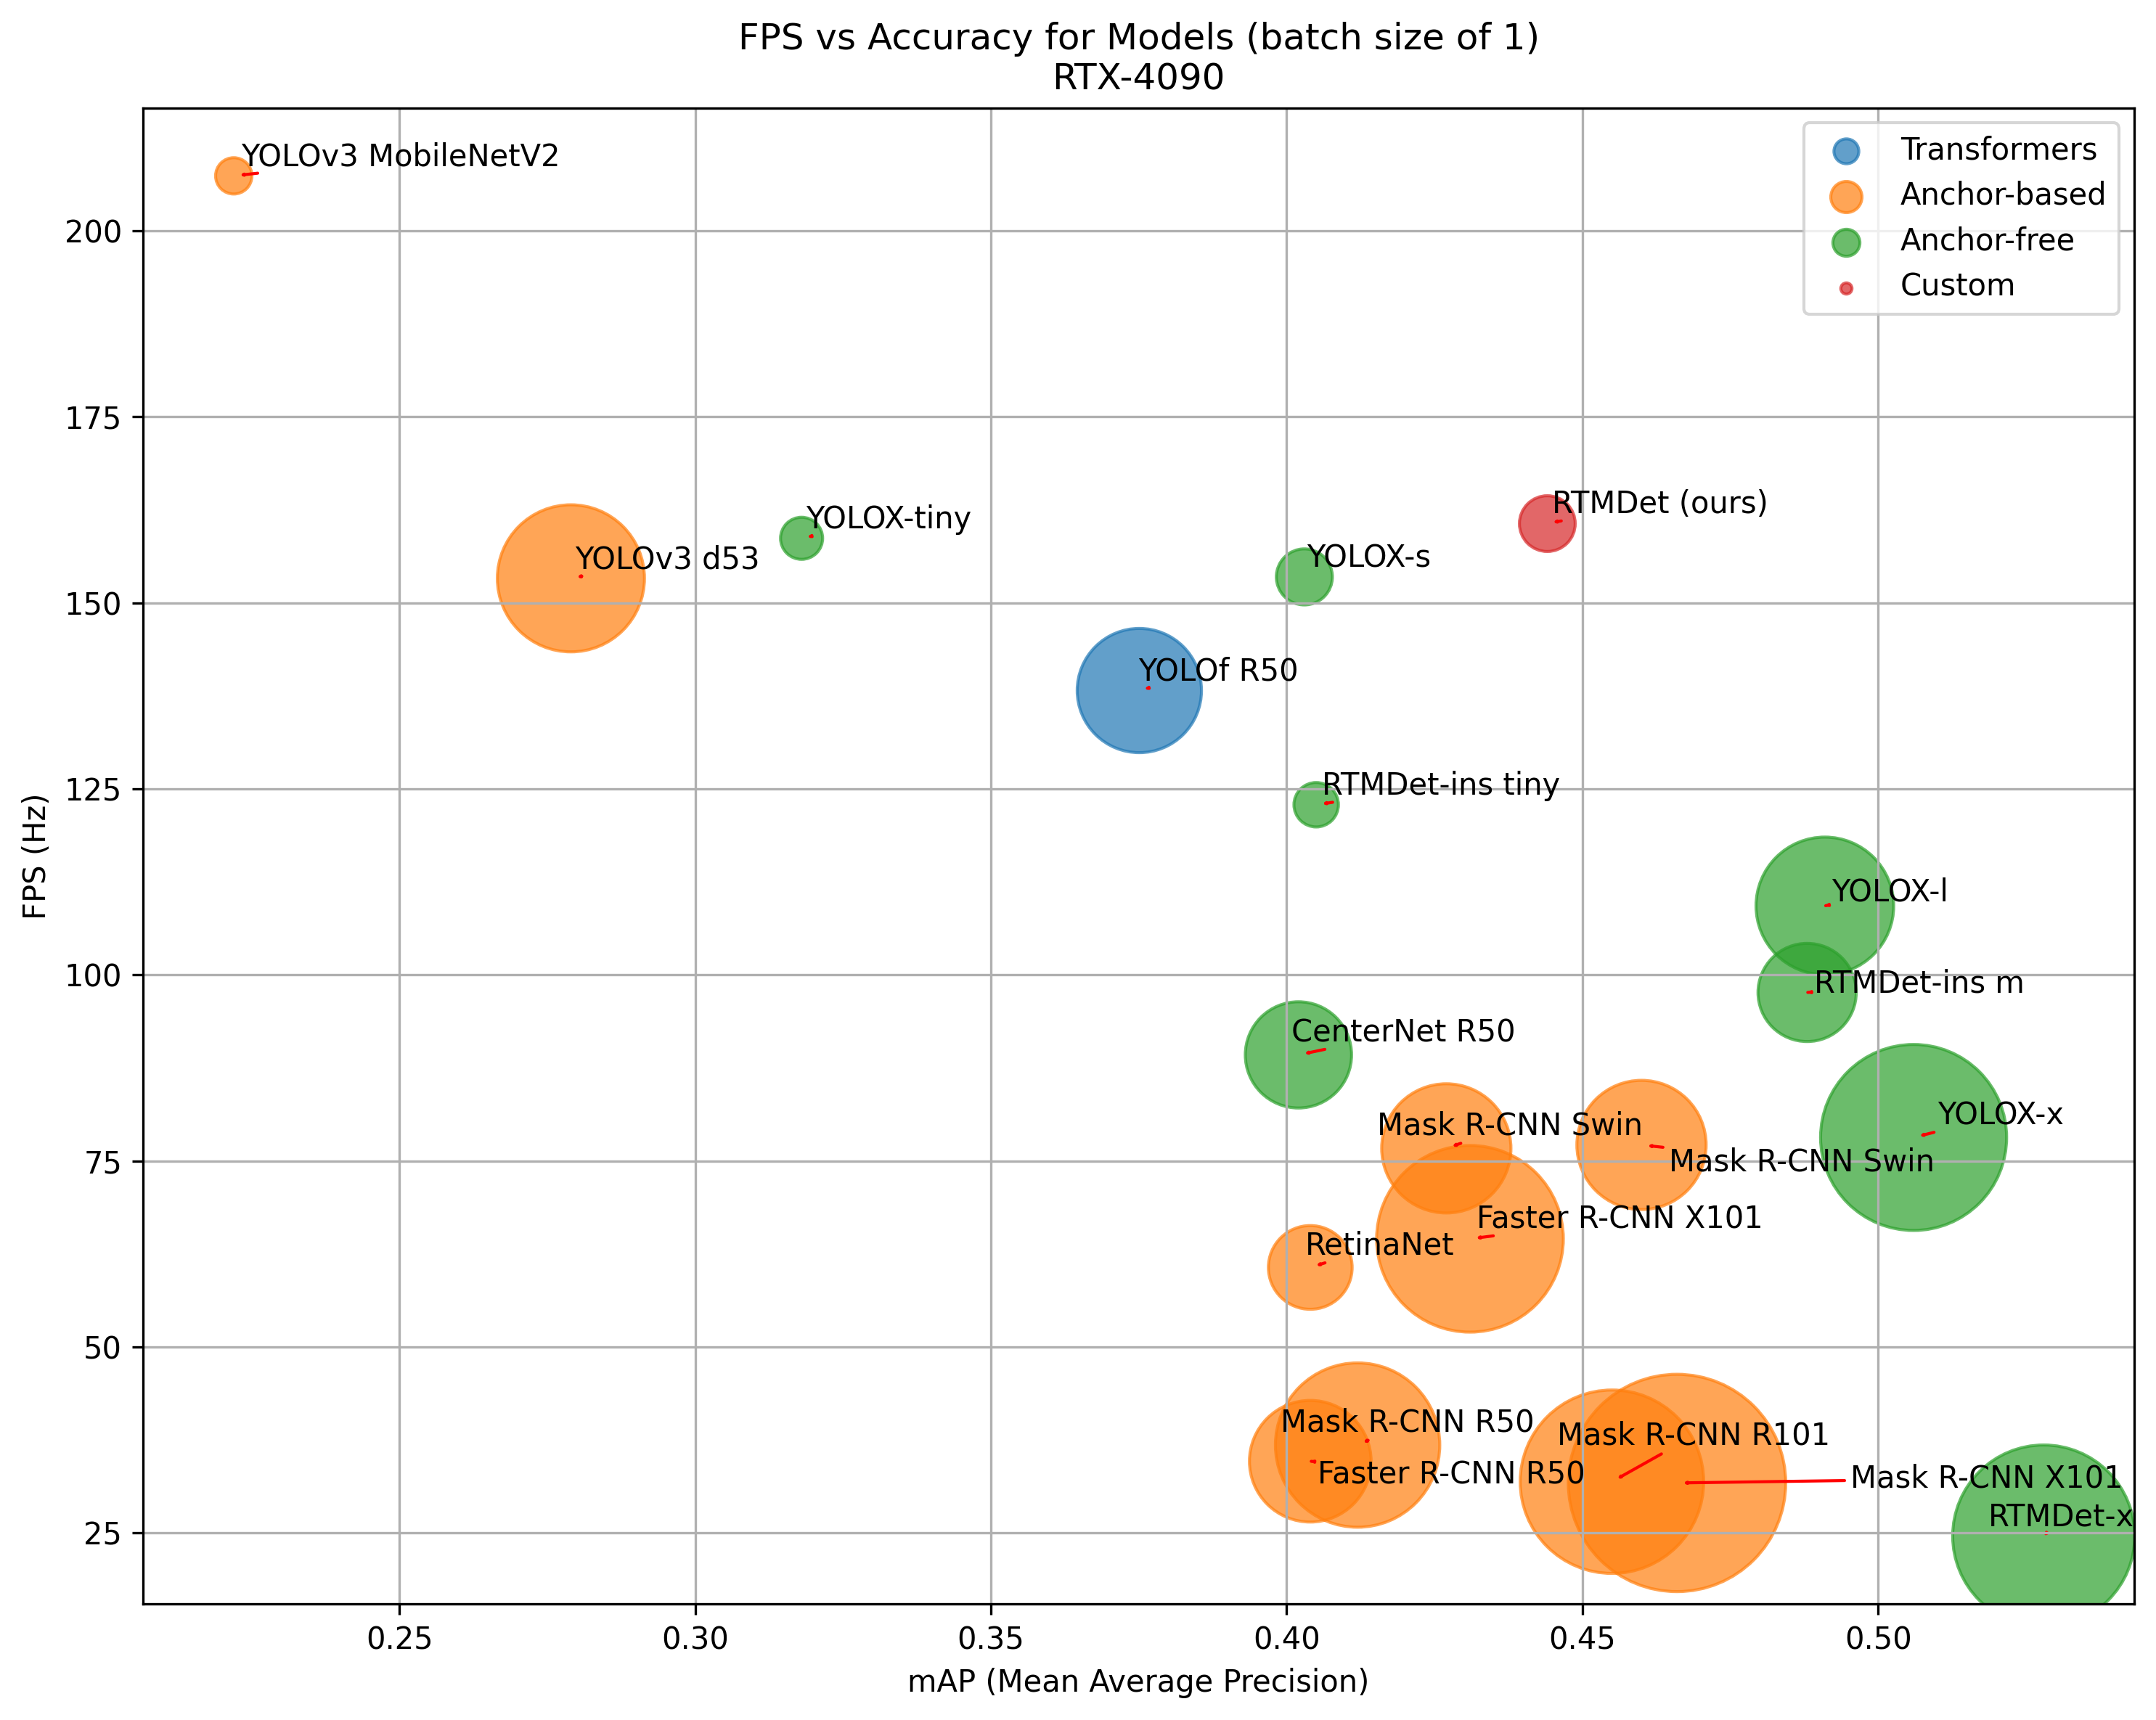 FPS vs Accuracy for Models (batch size of 1)
RTX-4090
Transformers
Anchor-based
Anchor-free
Custom
YOLOv3 MobileNetV2
YOLOX-tiny
YOLOv3 d53
RTMDet (ours)
YOLOX-s
YOLOf R50
RTMDet-ins tiny
YOLOX-l
RTMDet-ins m
CenterNet R50
Mask R-CNN Swin
YOLOX-x
Mask R-CNN Swin
Faster R-CNN X101
RetinaNet
Mask R-CNN R50
Mask R-CNN R101
Faster R-CNN R50
Mask R-CNN X101
RTMDet-x
FPS (Hz)
200
175
150
125
100
75
50
25
0.25
0.30
0.35
0.40
0.45
0.50
mAP (Mean Average Precision)